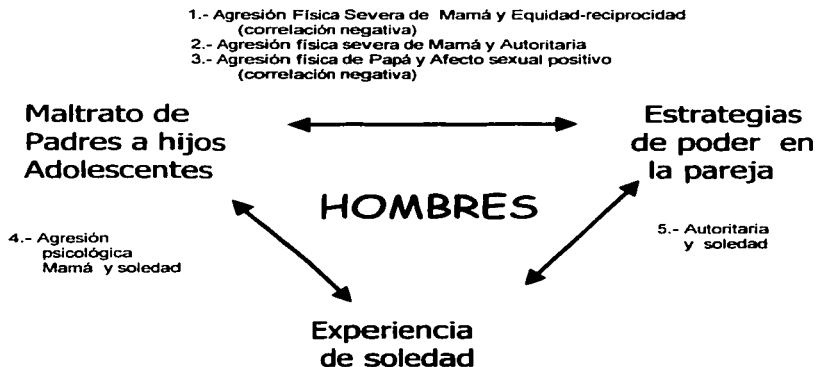 1.- Agresión Física Severa de Mamá y Equidad-reciprocidad
(correlación negativa)
2.- Agresión física severa de Mamá y Autoritaria
3.- Agresión física de Papá y Afecto sexual positivo
(correlación negativa)
Maltrato de
Padres a hijos
Adolescentes
Estrategias
de poder en
la pareja
HOMBRES
4.- Agresión
psicológica
Mamá y soledad
5.- Autoritaria
y soledad
Experiencia
de soledad